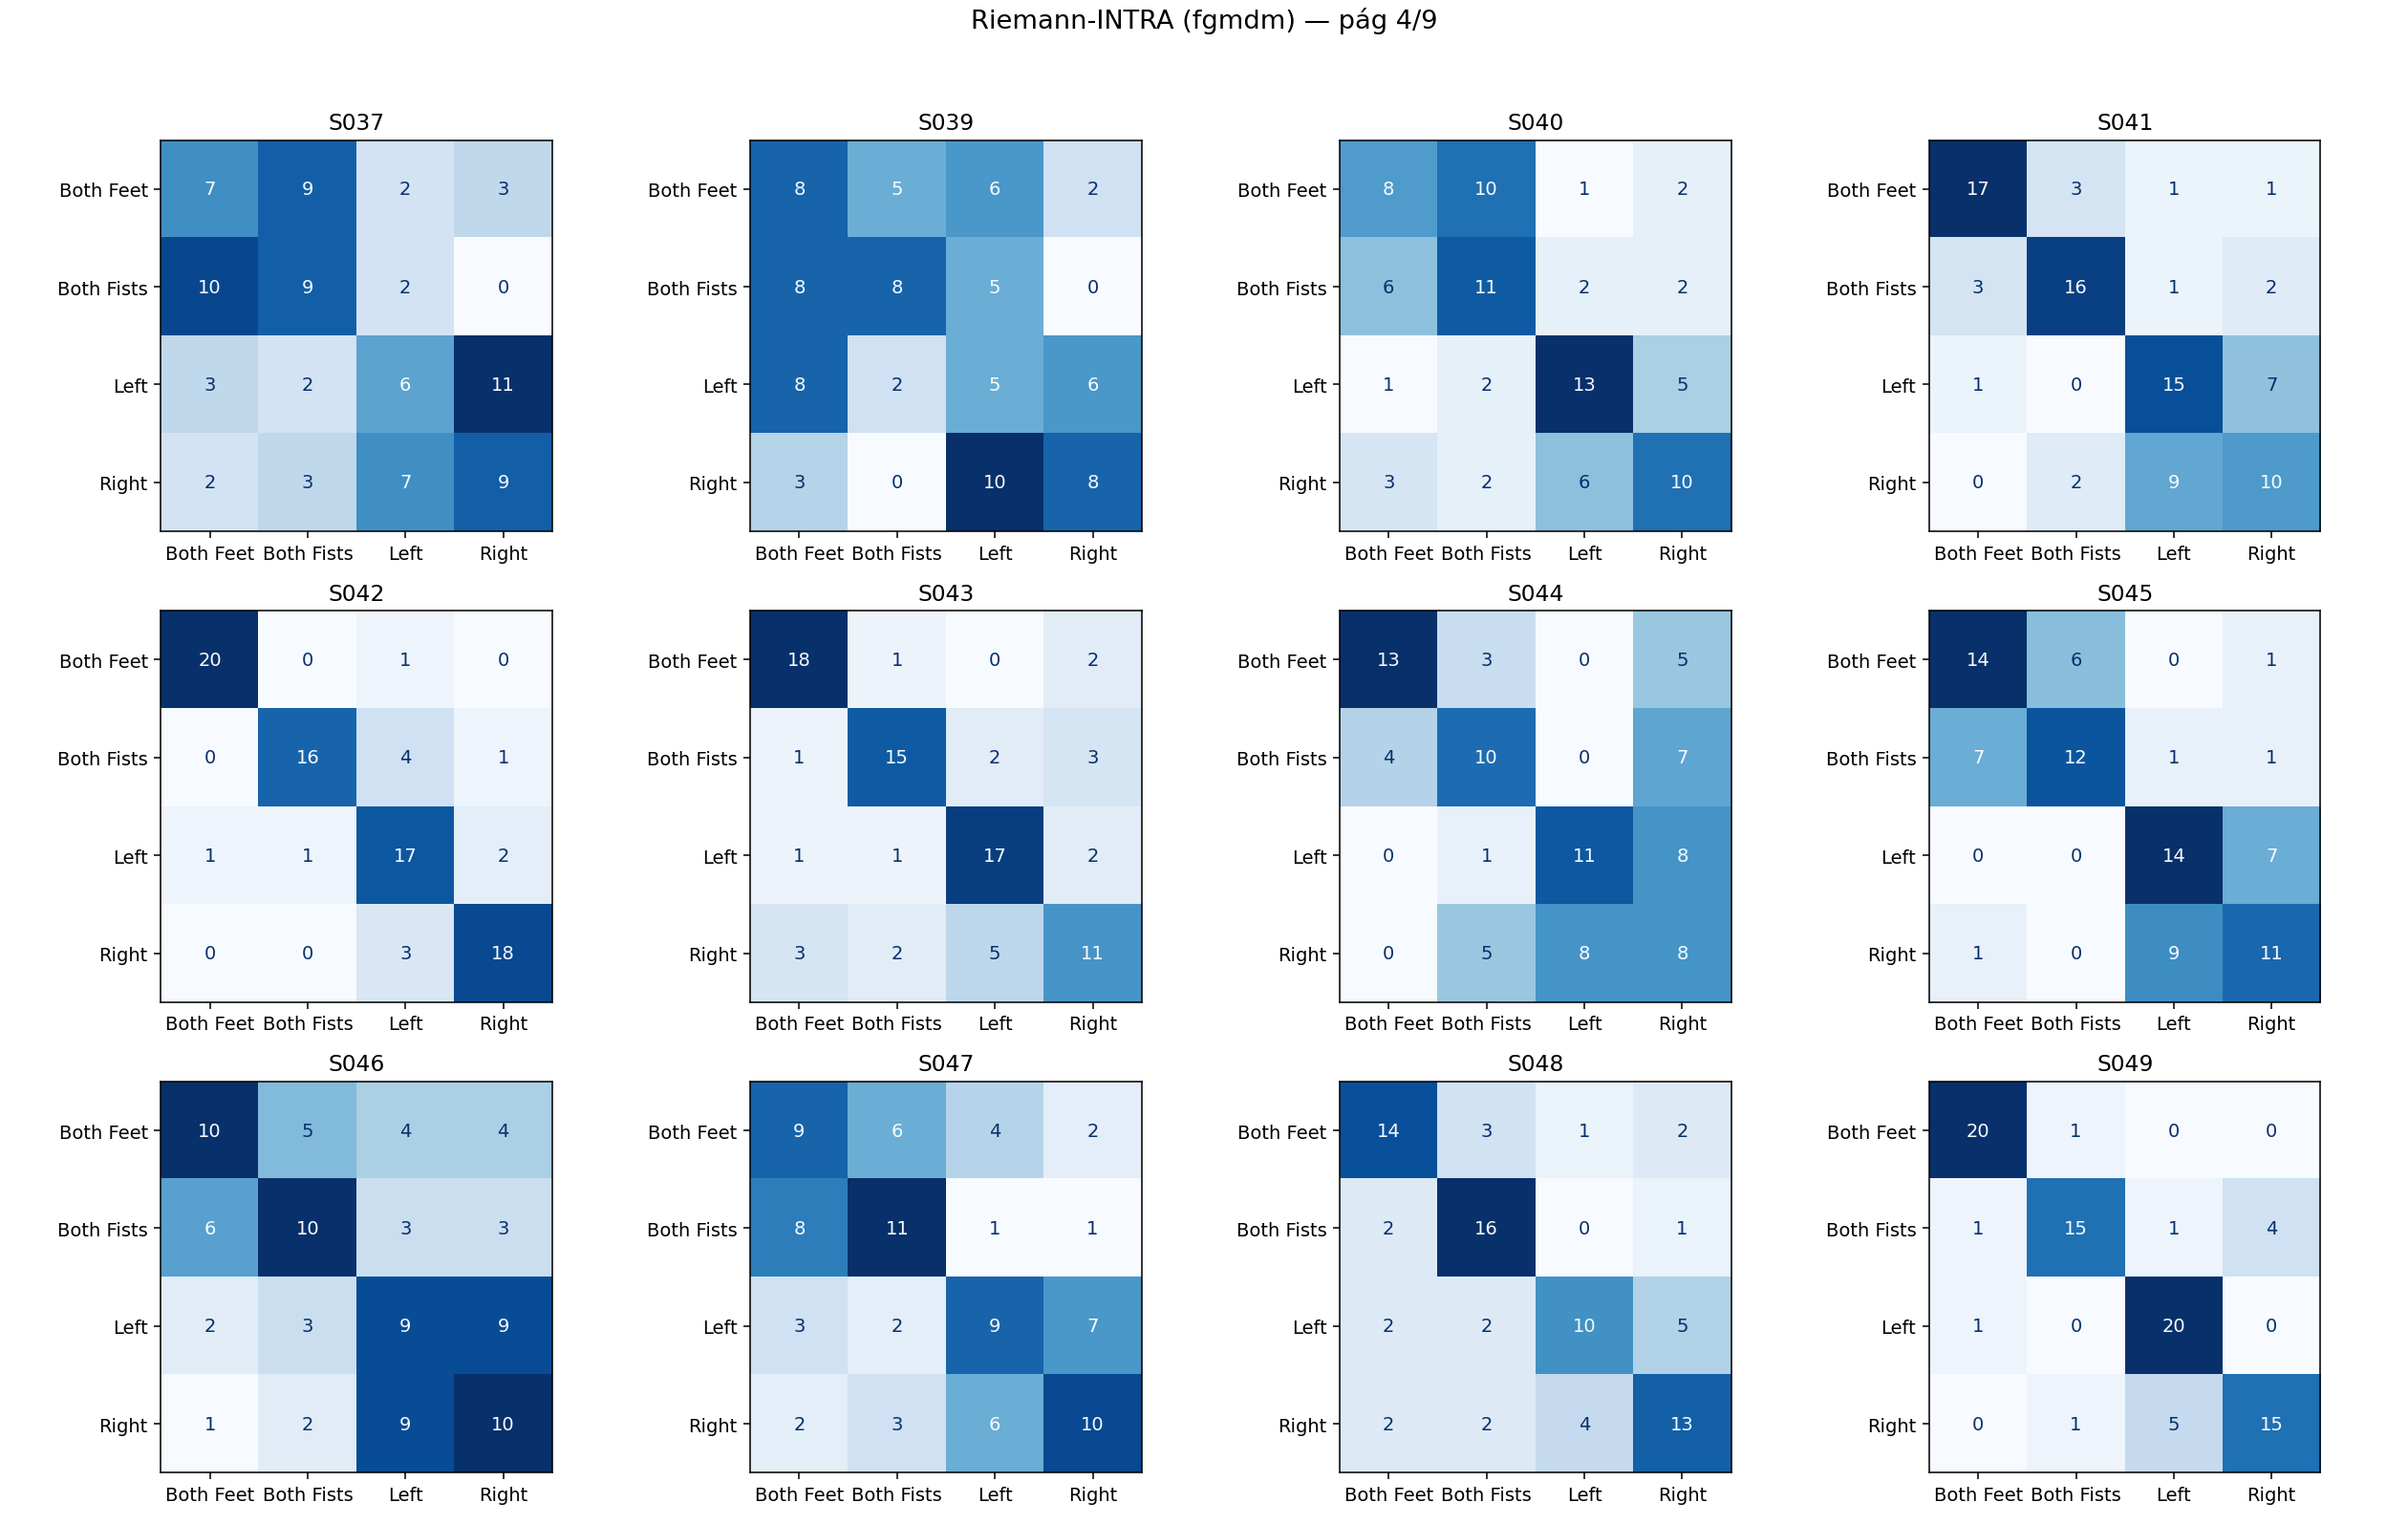 Riemann-INTRA (fgmdm) — pág 4/9
S037 S039 S040 S041
Both Feet 7 9 2 3 Both Feet 8 5 6 2 Both Feet 8 10 1 2 Both Feet 17 3 1 1
Both Fists 10 9 2 0 Both Fists 8 8 5 0 Both Fists 6 11 2 2 Both Fists 3 16 1 2
Left 3 2 6 11 Left 8 2 5 6 Left 1 2 13 5 Left 1 0 15 7
Right 2 3 7 9 Right 3 0 10 8 Right 3 2 6 10 Right 0 2 9 10
Both Feet Both Fists Left Right Both Feet Both Fists Left Right Both Feet Both Fists Left Right Both Feet Both Fists Left Right
S042 S043 S044 S045
Both Feet 20 0 1 0 Both Feet 18 1 0 2 Both Feet 13 3 0 5 Both Feet 14 6 0 1
Both Fists 0 16 4 1 Both Fists 1 15 2 3 Both Fists 4 10 0 7 Both Fists 7 12 1 1
Left 1 1 17 2 Left 1 1 17 2 Left 0 1 11 8 Left 0 0 14 7
Right 0 0 3 18 Right 3 2 5 11 Right 0 5 8 8 Right 1 0 9 11
Both Feet Both Fists Left Right Both Feet Both Fists Left Right Both Feet Both Fists Left Right Both Feet Both Fists Left Right
S046 S047 S048 S049
Both Feet 10 5 4 4 Both Feet 9 6 4 2 Both Feet 14 3 1 2 Both Feet 20 1 0 0
Both Fists 6 10 3 3 Both Fists 8 11 1 1 Both Fists 2 16 0 1 Both Fists 1 15 1 4
Left 2 3 9 9 Left 3 2 9 7 Left 2 2 10 5 Left 1 0 20 0
Right 1 2 9 10 Right 2 3 6 10 Right 2 2 4 13 Right 0 1 5 15
Both Feet Both Fists Left Right Both Feet Both Fists Left Right Both Feet Both Fists Left Right Both Feet Both Fists Left Right